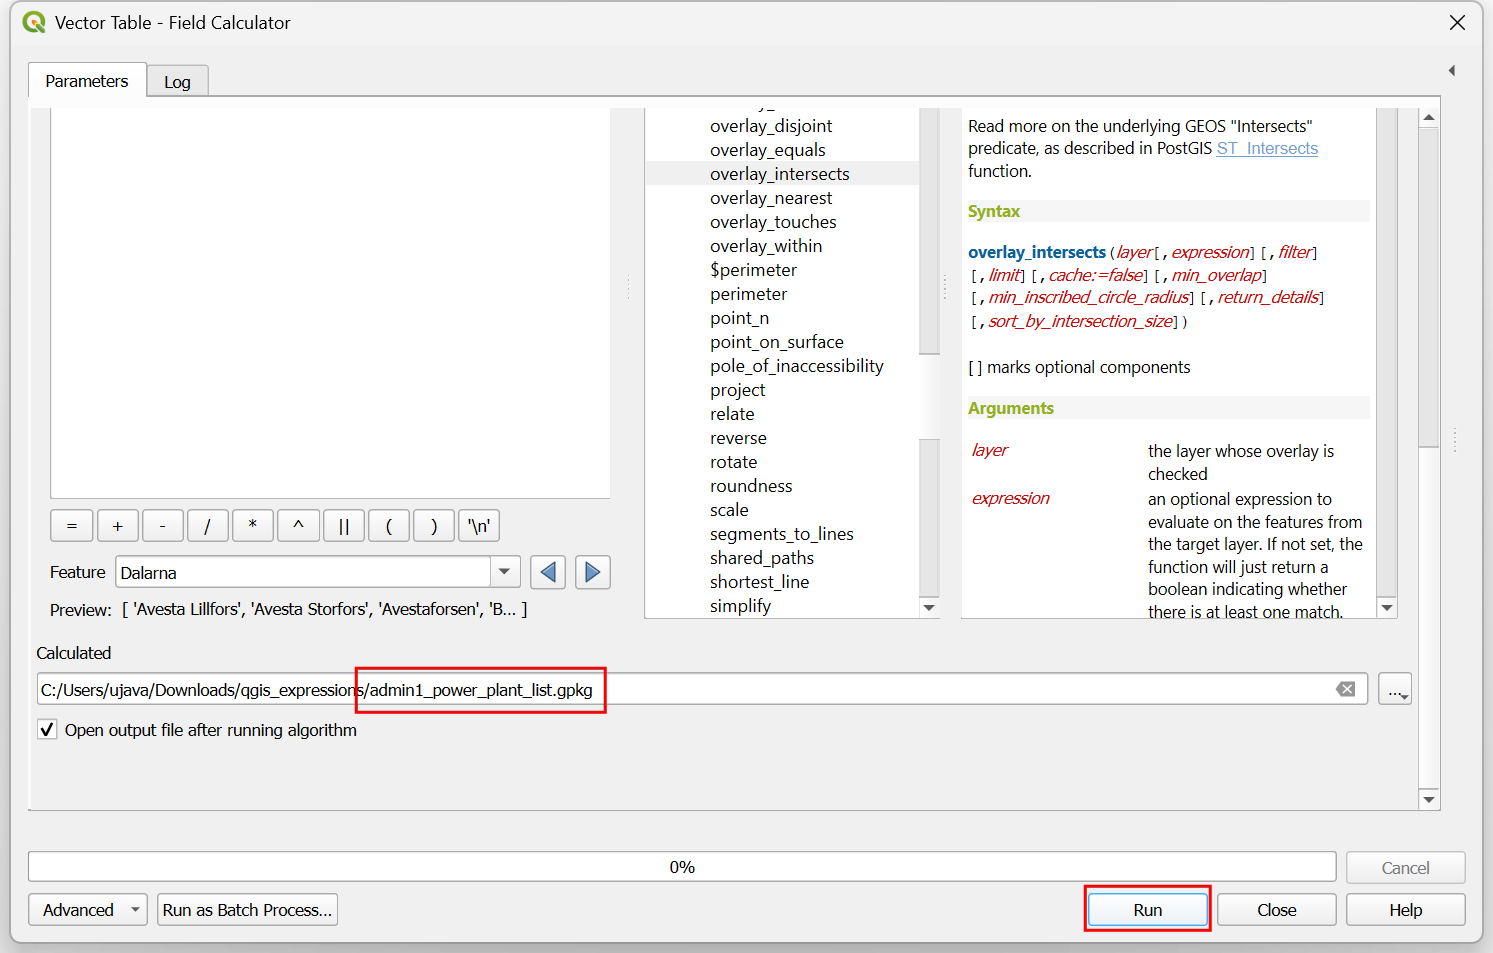 Vector Table - Field Calculator
Parameters
Log
overlay_disjoint
overlay_equals
overlay_intersects
overlay_nearest
overlay_touches
overlay_within
$perimeter
perimeter
point_n
point_on_surface
pole_of_inaccessibility
project
relate
reverse
rotate
roundness
scale
segments_to_lines
shared_paths
shortest_line
simplify
Read more on the underlying GEOS "Intersects"
predicate, as described in PostGIS ST_Intersects
function.
Syntax
overlay_intersects(layer[,expression][,filter]
[,limit][,cache:=false][,min_overlap]
[,min_inscribed_circle_radius][,return_details]
[,sort_by_intersection_size])
[ ] marks optional components
Arguments
layer the layer whose overlay is
checked
expression an optional expression to
evaluate on the features from
the target layer. If not set, the
function will just return a
boolean indicating whether
there is at least one match.
= + - / * ^ || ( ) '\n'
Feature Dalarna
Preview: [ 'Avesta Lillfors', 'Avesta Storfors', 'Avestaforsen', 'B... ]
Calculated
C:/Users/ujava/Downloads/qgis_expressions/admin1_power_plant_list.gpkg
...
Open output file after running algorithm
0%
Cancel
Advanced
Run as Batch Process...
Run
Close
Help